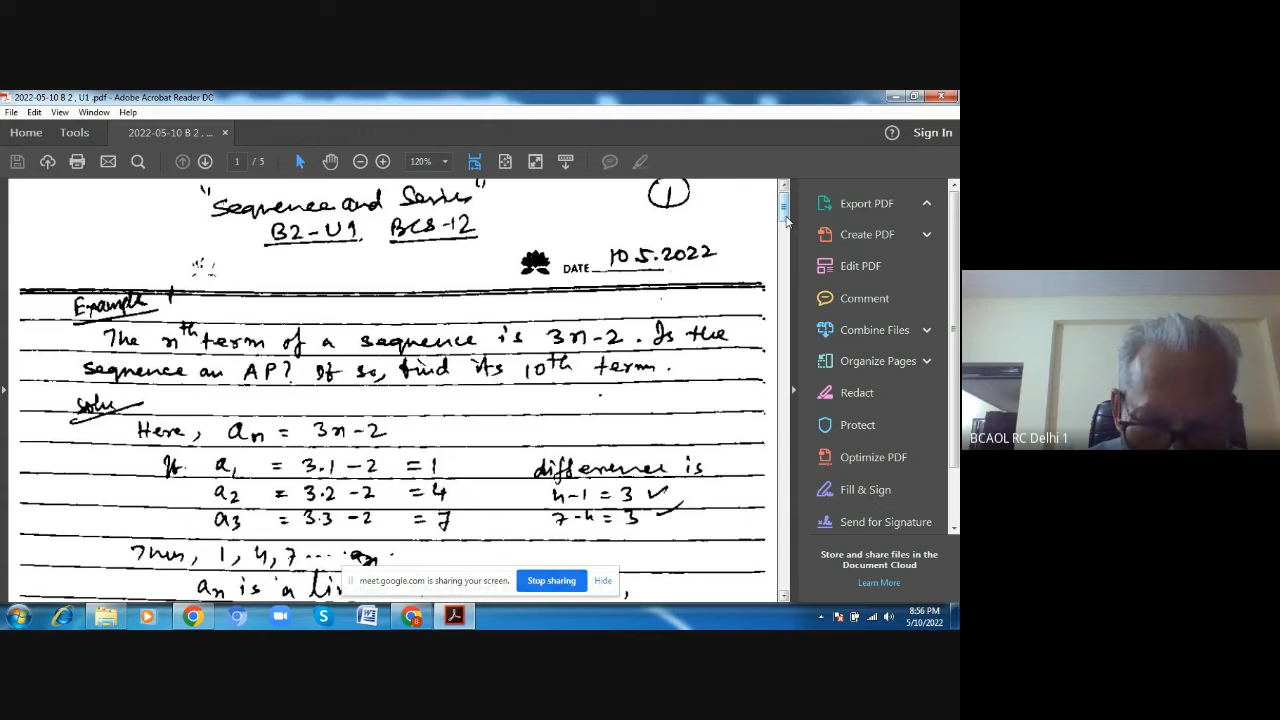 2022-05-10 B 2 , U1 .pdf - Adobe Acrobat Reader DC
File Edit View Window Help
Home Tools 2022-05-10 B 2 , ... × Sign In
1 / 5 120%
"Sequence and Series" 1
B2-U1 BCS-12
DATE 10.5.2022
Example
The nth term of a sequence is 3n-2. Is the
sequence an AP? If so, find its 10th term.
Soln
Here, an = 3n-2
a1 = 3.1-2 = 1 difference is
a2 = 3.2-2 = 4 4-1 = 3 ✓
a3 = 3.3-2 = 7 7-4 = 3 ✓
Thus, 1, 4, 7 .... an.
an is a
meet.google.com is sharing your screen. Stop sharing Hide
Export PDF
Create PDF
Edit PDF
Comment
Combine Files
Organize Pages
Redact
Protect
Optimize PDF
Fill & Sign
Send for Signature
Store and share files in the
Document Cloud
Learn More
BCAOL RC Delhi 1
8:56 PM
5/10/2022